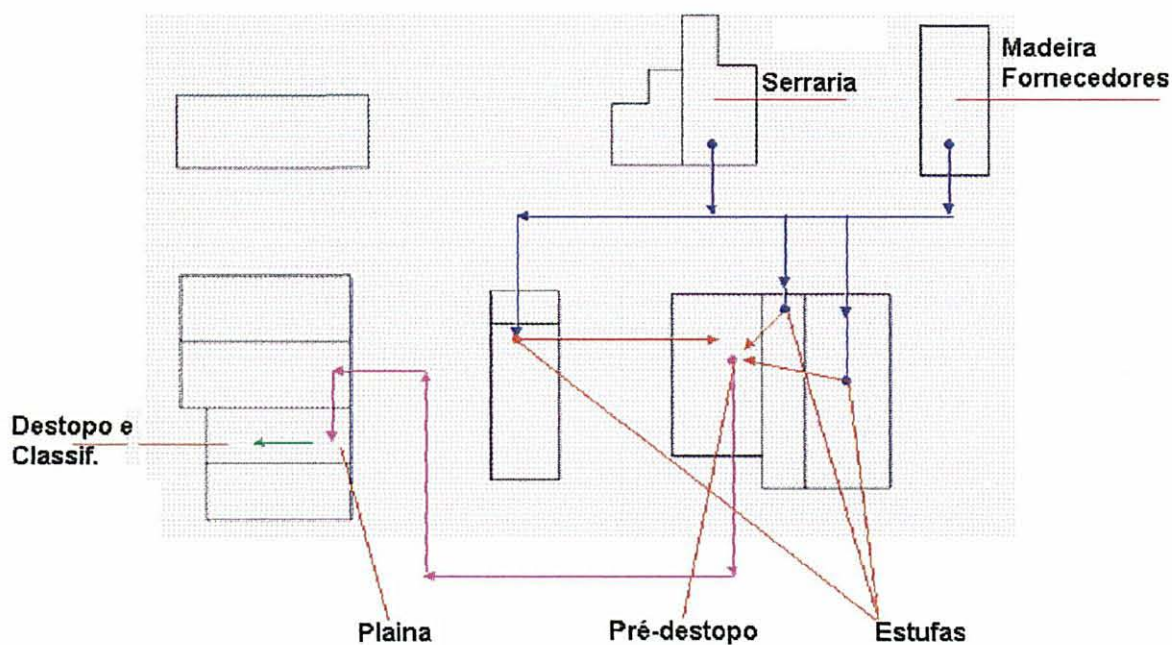 Madeira
Fornecedores
Serraria
Destopo e
Classif.
Plaina
Pré-destopo
Estufas